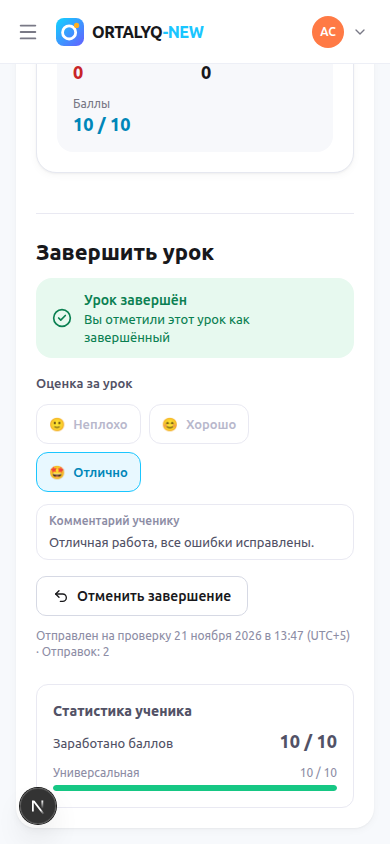 ORTALYQ-NEW
AC
0 0
Баллы
10 / 10
Завершить урок
Урок завершён
Вы отметили этот урок как
завершённый
Оценка за урок
🙂 Неплохо 😊 Хорошо
🤩 Отлично
Комментарий ученику
Отличная работа, все ошибки исправлены.
Отменить завершение
Отправлен на проверку 21 ноября 2026 в 13:47 (UTC+5)
· Отправок: 2
Статистика ученика
Заработано баллов 10 / 10
Универсальная 10 / 10
N